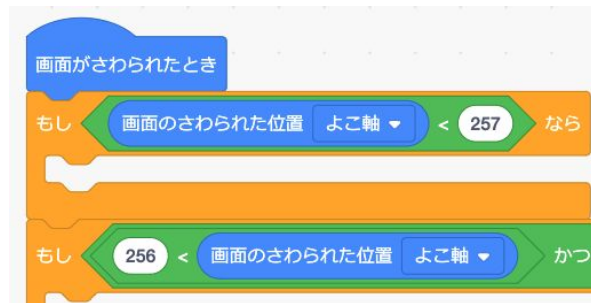 画面がさわられたとき
もし 画面のさわられた位置 よこ軸 < 257 なら
もし 256 < 画面のさわられた位置 よこ軸 かつ